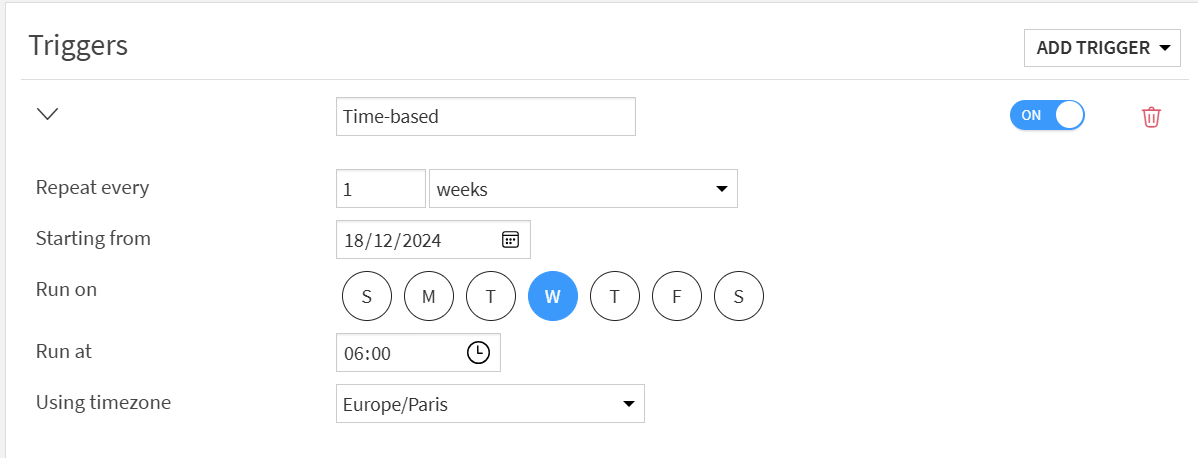 Triggers
ADD TRIGGER
Time-based
ON
Repeat every
1
weeks
Starting from
18/12/2024
Run on
S M T W T F S
Run at
06:00
Using timezone
Europe/Paris